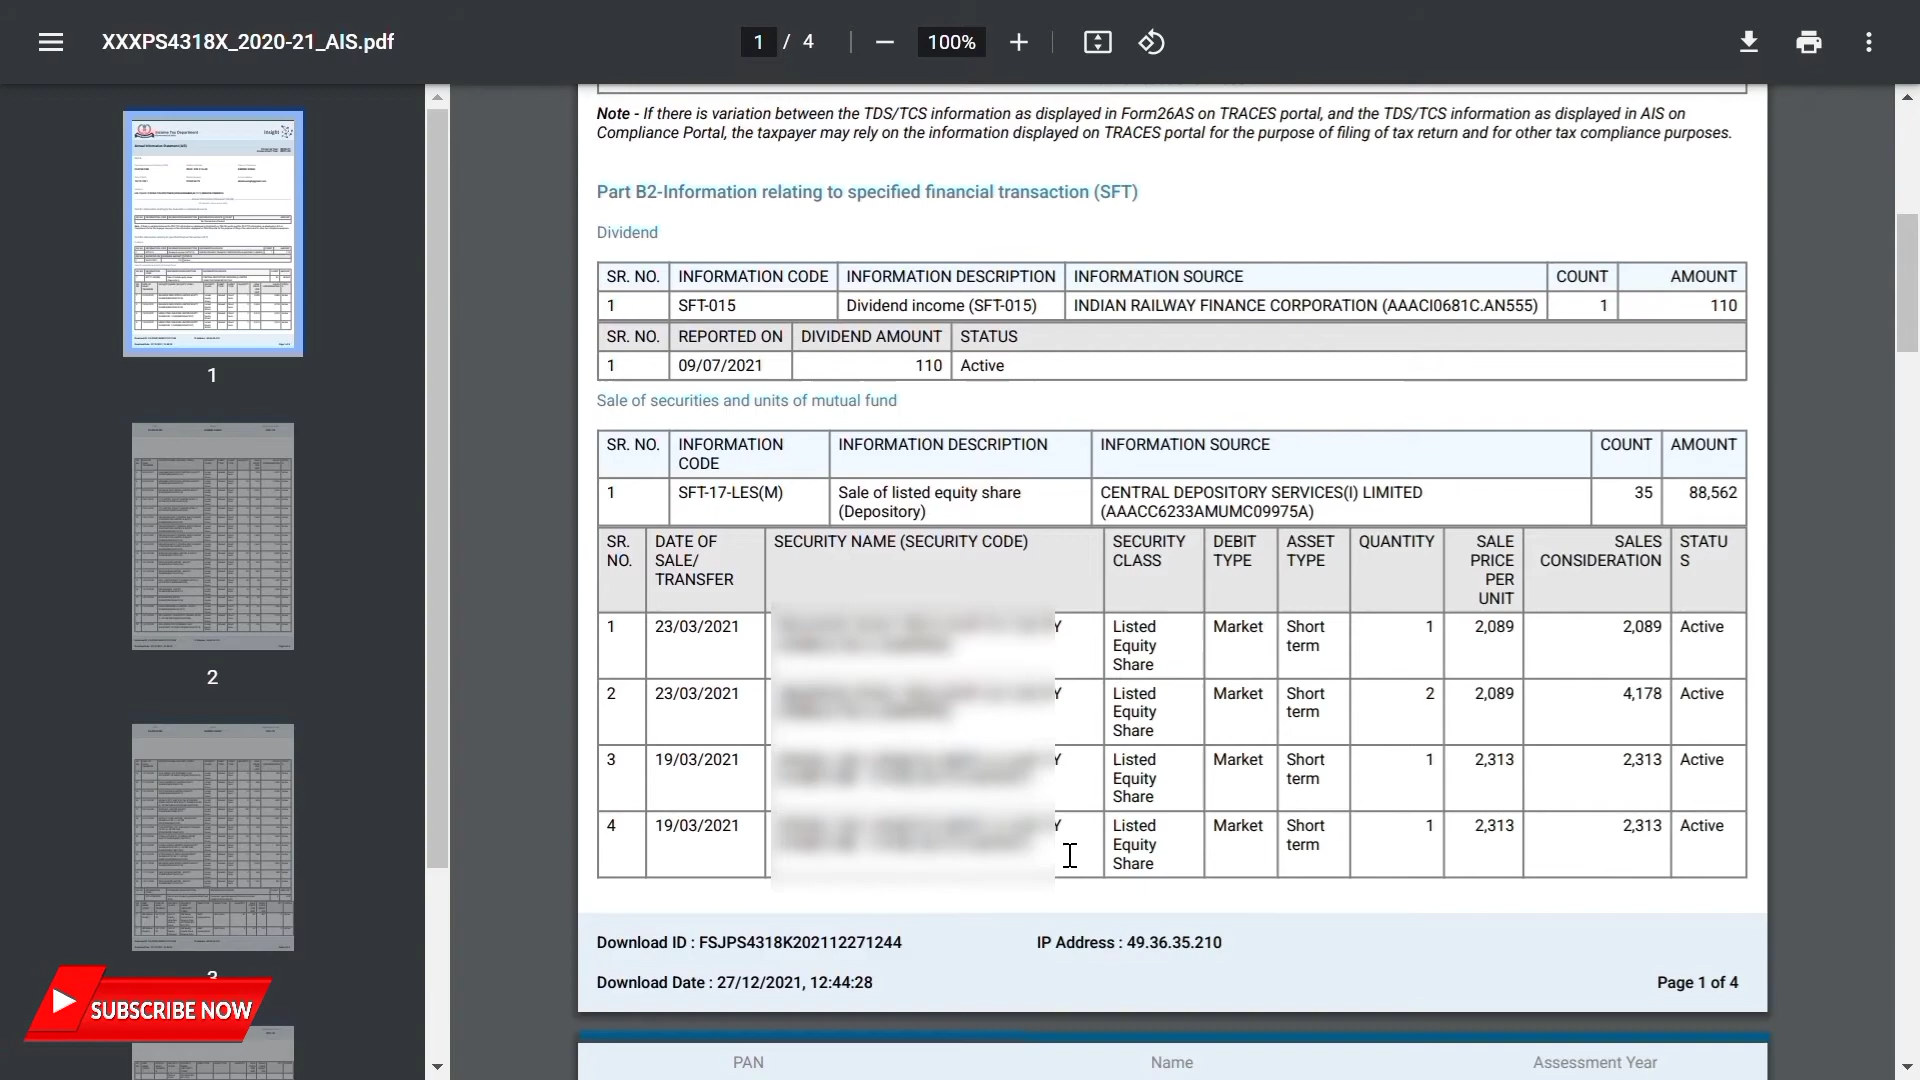 XXXPS4318X_2020-21_AIS.pdf
1 / 4
100%
Note - If there is variation between the TDS/TCS information as displayed in Form26AS on TRACES portal, and the TDS/TCS information as displayed in AIS on
Compliance Portal, the taxpayer may rely on the information displayed on TRACES portal for the purpose of filing of tax return and for other tax compliance purposes.
Part B2-Information relating to specified financial transaction (SFT)
Dividend
SR. NO. INFORMATION CODE INFORMATION DESCRIPTION INFORMATION SOURCE COUNT AMOUNT
1 SFT-015 Dividend income (SFT-015) INDIAN RAILWAY FINANCE CORPORATION (AAACI0681C.AN555) 1 110
SR. NO. REPORTED ON DIVIDEND AMOUNT STATUS
1 09/07/2021 110 Active
Sale of securities and units of mutual fund
SR. NO. INFORMATION INFORMATION DESCRIPTION INFORMATION SOURCE COUNT AMOUNT
CODE
1 SFT-17-LES(M) Sale of listed equity share CENTRAL DEPOSITORY SERVICES(I) LIMITED 35 88,562
(Depository) (AAACC6233AMUMC09975A)
SR. DATE OF SECURITY NAME (SECURITY CODE) SECURITY DEBIT ASSET QUANTITY SALE SALES STATU
NO. SALE/ CLASS TYPE TYPE PRICE CONSIDERATION S
TRANSFER PER
UNIT
1 23/03/2021 Y Listed Market Short 1 2,089 2,089 Active
Equity term
Share
2 23/03/2021 Y Listed Market Short 2 2,089 4,178 Active
Equity term
Share
3 19/03/2021 Y Listed Market Short 1 2,313 2,313 Active
Equity term
Share
4 19/03/2021 Y Listed Market Short 1 2,313 2,313 Active
Equity term
Share
Download ID : FSJPS4318K202112271244 IP Address : 49.36.35.210
Download Date : 27/12/2021, 12:44:28 Page 1 of 4
PAN Name Assessment Year
1
2
3
SUBSCRIBE NOW